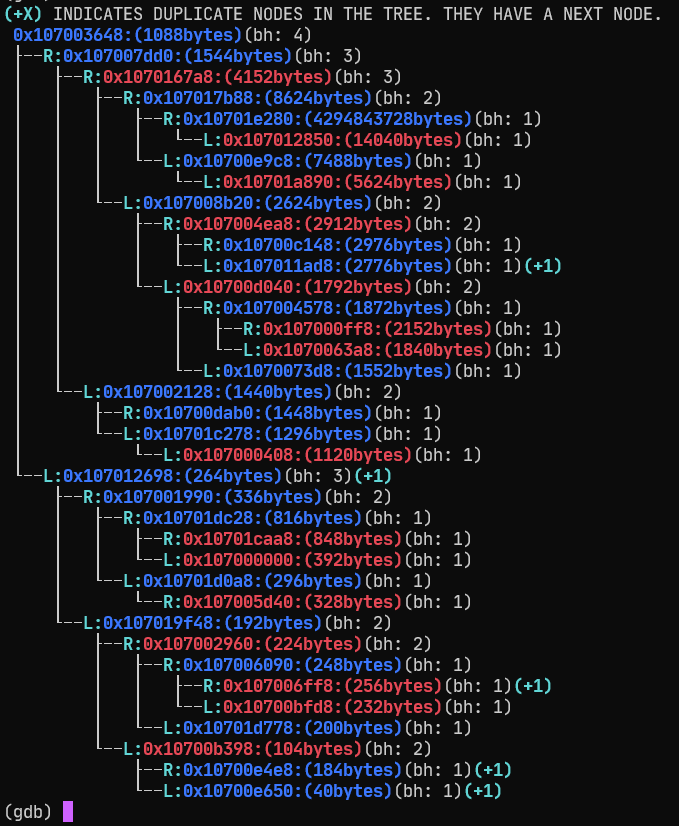 (+X) INDICATES DUPLICATE NODES IN THE TREE. THEY HAVE A NEXT NODE.
0x107003648:(1088bytes)(bh: 4)
R:0x107007dd0:(1544bytes)(bh: 3)
R:0x1070167a8:(4152bytes)(bh: 3)
R:0x107017b88:(8624bytes)(bh: 2)
R:0x10701e280:(4294843728bytes)(bh: 1)
L:0x107012850:(14040bytes)(bh: 1)
L:0x10700e9c8:(7488bytes)(bh: 1)
L:0x10701a890:(5624bytes)(bh: 1)
L:0x107008b20:(2624bytes)(bh: 2)
R:0x107004ea8:(2912bytes)(bh: 2)
R:0x10700c148:(2976bytes)(bh: 1)
L:0x107011ad8:(2776bytes)(bh: 1)(+1)
L:0x10700d040:(1792bytes)(bh: 2)
R:0x107004578:(1872bytes)(bh: 1)
R:0x107000ff8:(2152bytes)(bh: 1)
L:0x1070063a8:(1840bytes)(bh: 1)
L:0x1070073d8:(1552bytes)(bh: 1)
L:0x107002128:(1440bytes)(bh: 2)
R:0x10700dab0:(1448bytes)(bh: 1)
L:0x10701c278:(1296bytes)(bh: 1)
L:0x107000408:(1120bytes)(bh: 1)
L:0x107012698:(264bytes)(bh: 3)(+1)
R:0x107001990:(336bytes)(bh: 2)
R:0x10701dc28:(816bytes)(bh: 1)
R:0x10701caa8:(848bytes)(bh: 1)
L:0x107000000:(392bytes)(bh: 1)
L:0x10701d0a8:(296bytes)(bh: 1)
R:0x107005d40:(328bytes)(bh: 1)
L:0x107019f48:(192bytes)(bh: 2)
R:0x107002960:(224bytes)(bh: 2)
R:0x107006090:(248bytes)(bh: 1)
R:0x107006ff8:(256bytes)(bh: 1)(+1)
L:0x10700bfd8:(232bytes)(bh: 1)
L:0x10701d778:(200bytes)(bh: 1)
L:0x10700b398:(104bytes)(bh: 2)
R:0x10700e4e8:(184bytes)(bh: 1)(+1)
L:0x10700e650:(40bytes)(bh: 1)(+1)
(gdb)